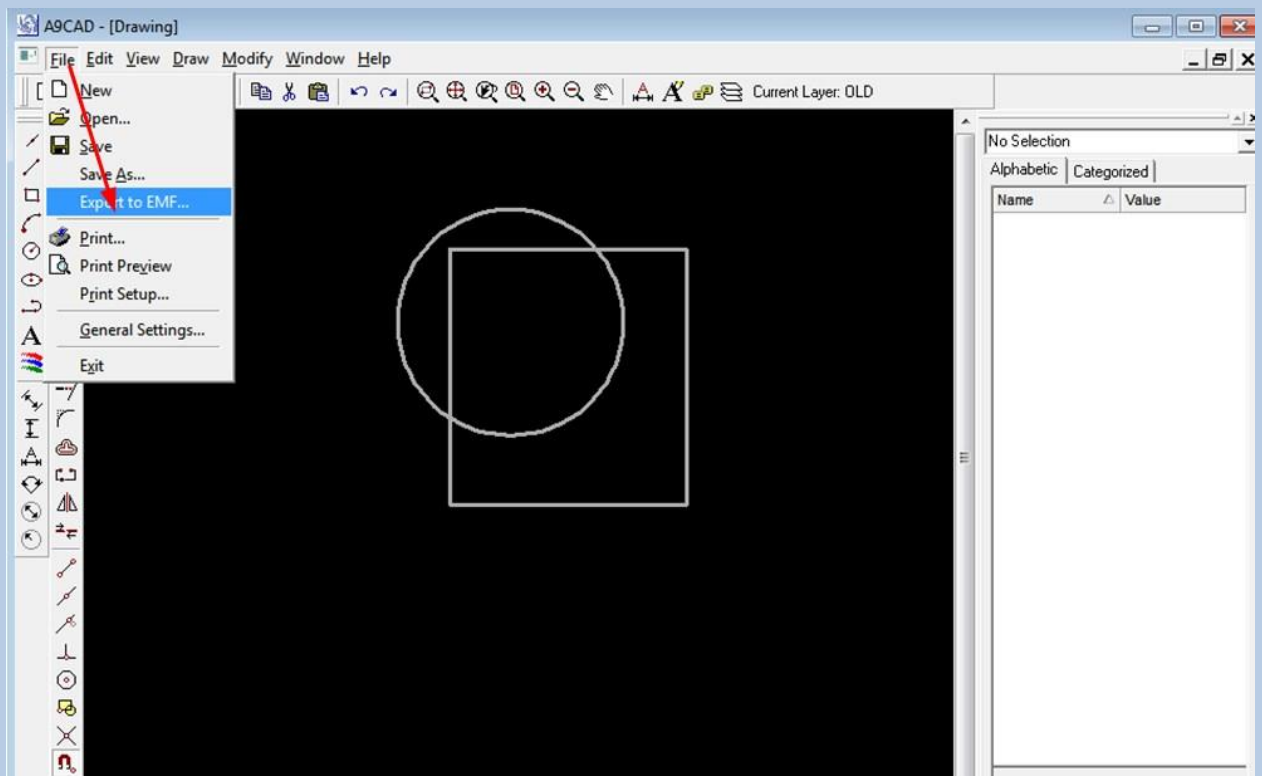 A9CAD - [Drawing]
File Edit View Draw Modify Window Help
Current Layer: 0LD
New
Open...
Save
Save As...
Export to EMF...
Print...
Print Preview
Print Setup...
General Settings...
Exit
A
No Selection
Alphabetic Categorized
Name Value